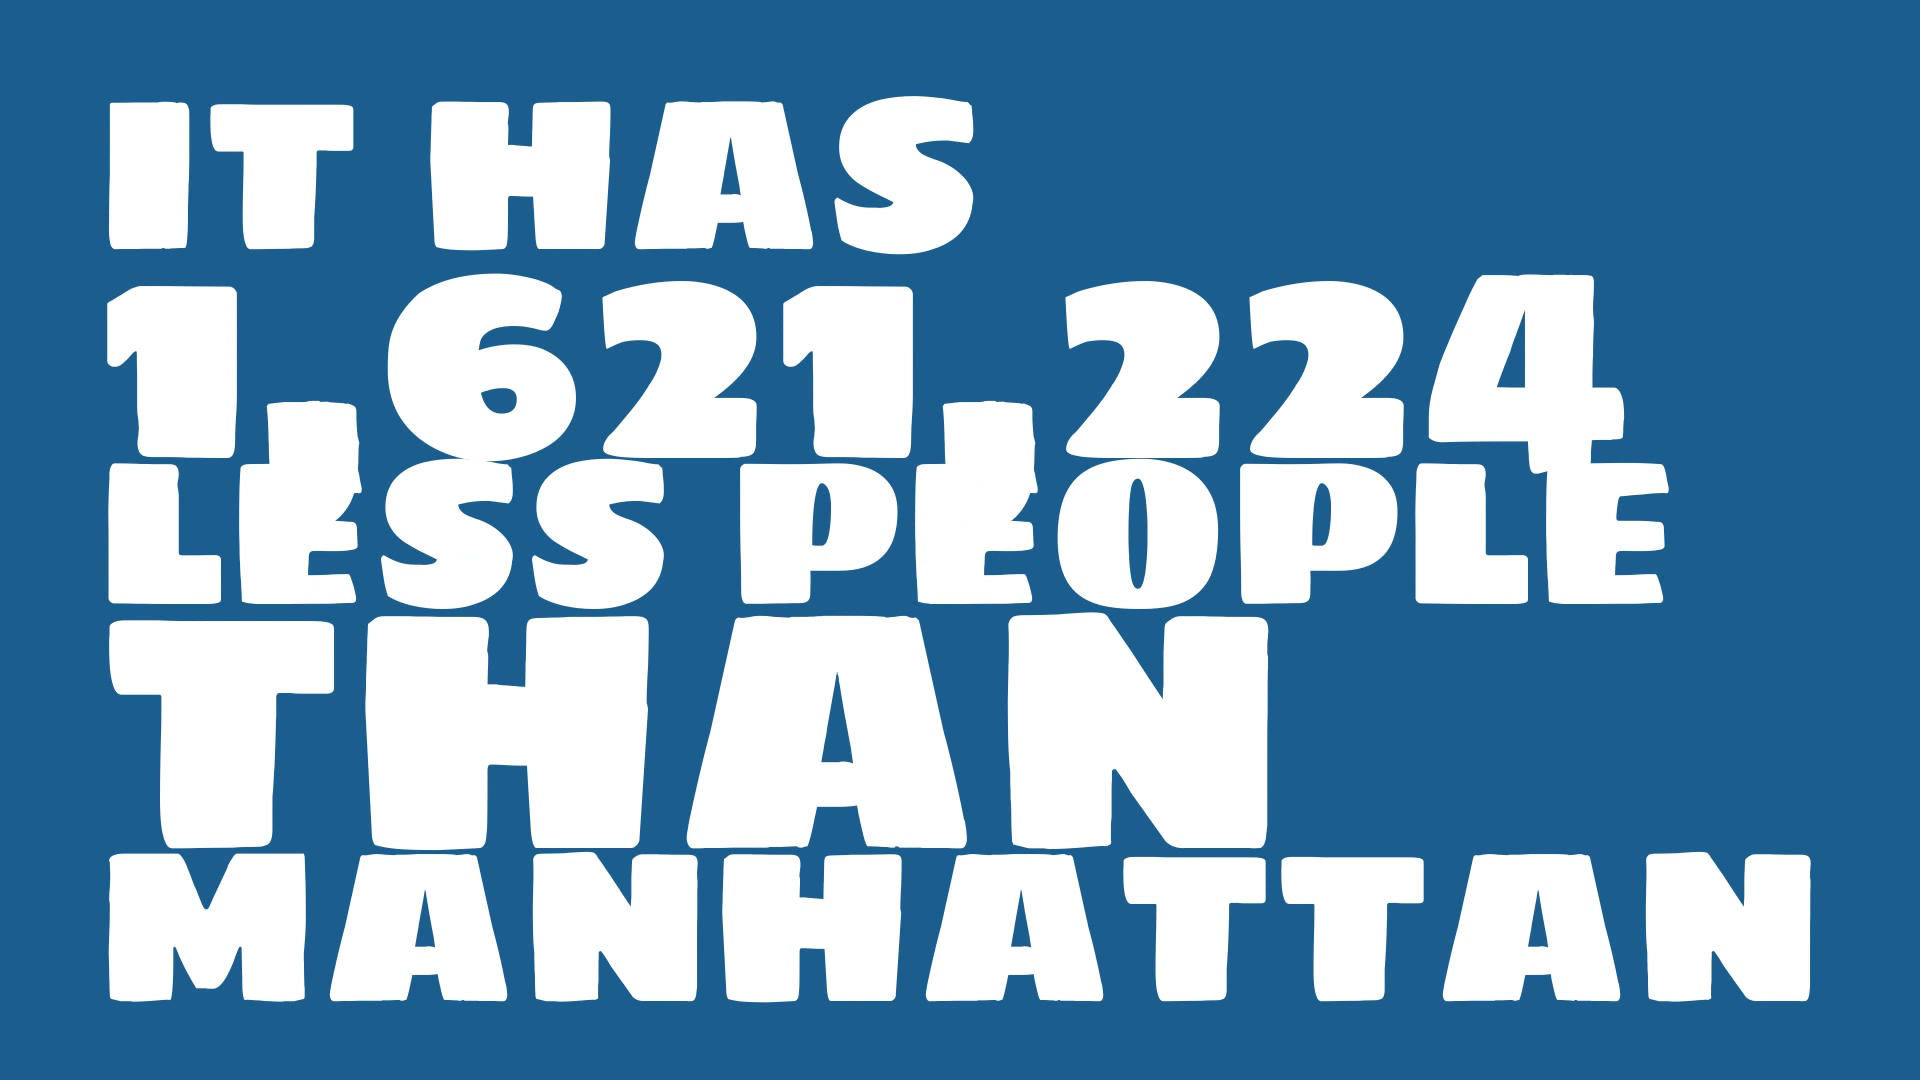 IT HAS
1,621,224
LESS PEOPLE
THAN
MANHATTAN